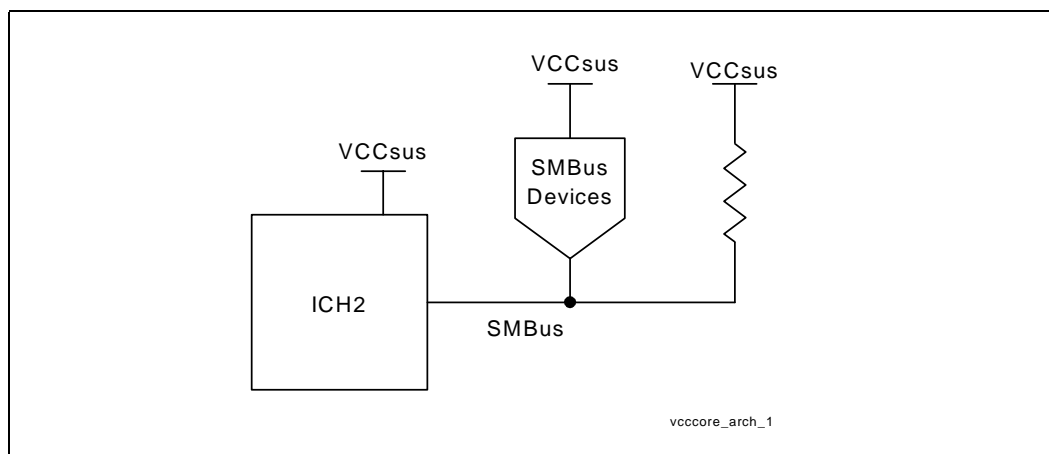 VCCsus
VCCsus
VCCsus
SMBus
Devices
ICH2
SMBus
vcccore_arch_1